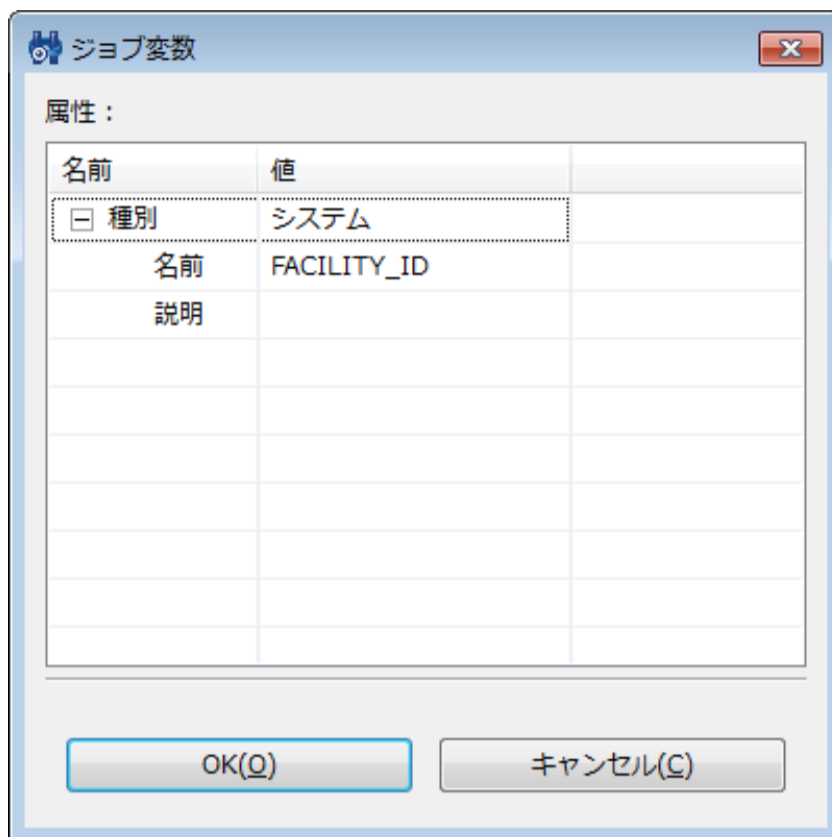 ジョブ変数
属性：
名前 値
種別 システム
名前 FACILITY_ID
説明
OK(O) キャンセル(C)